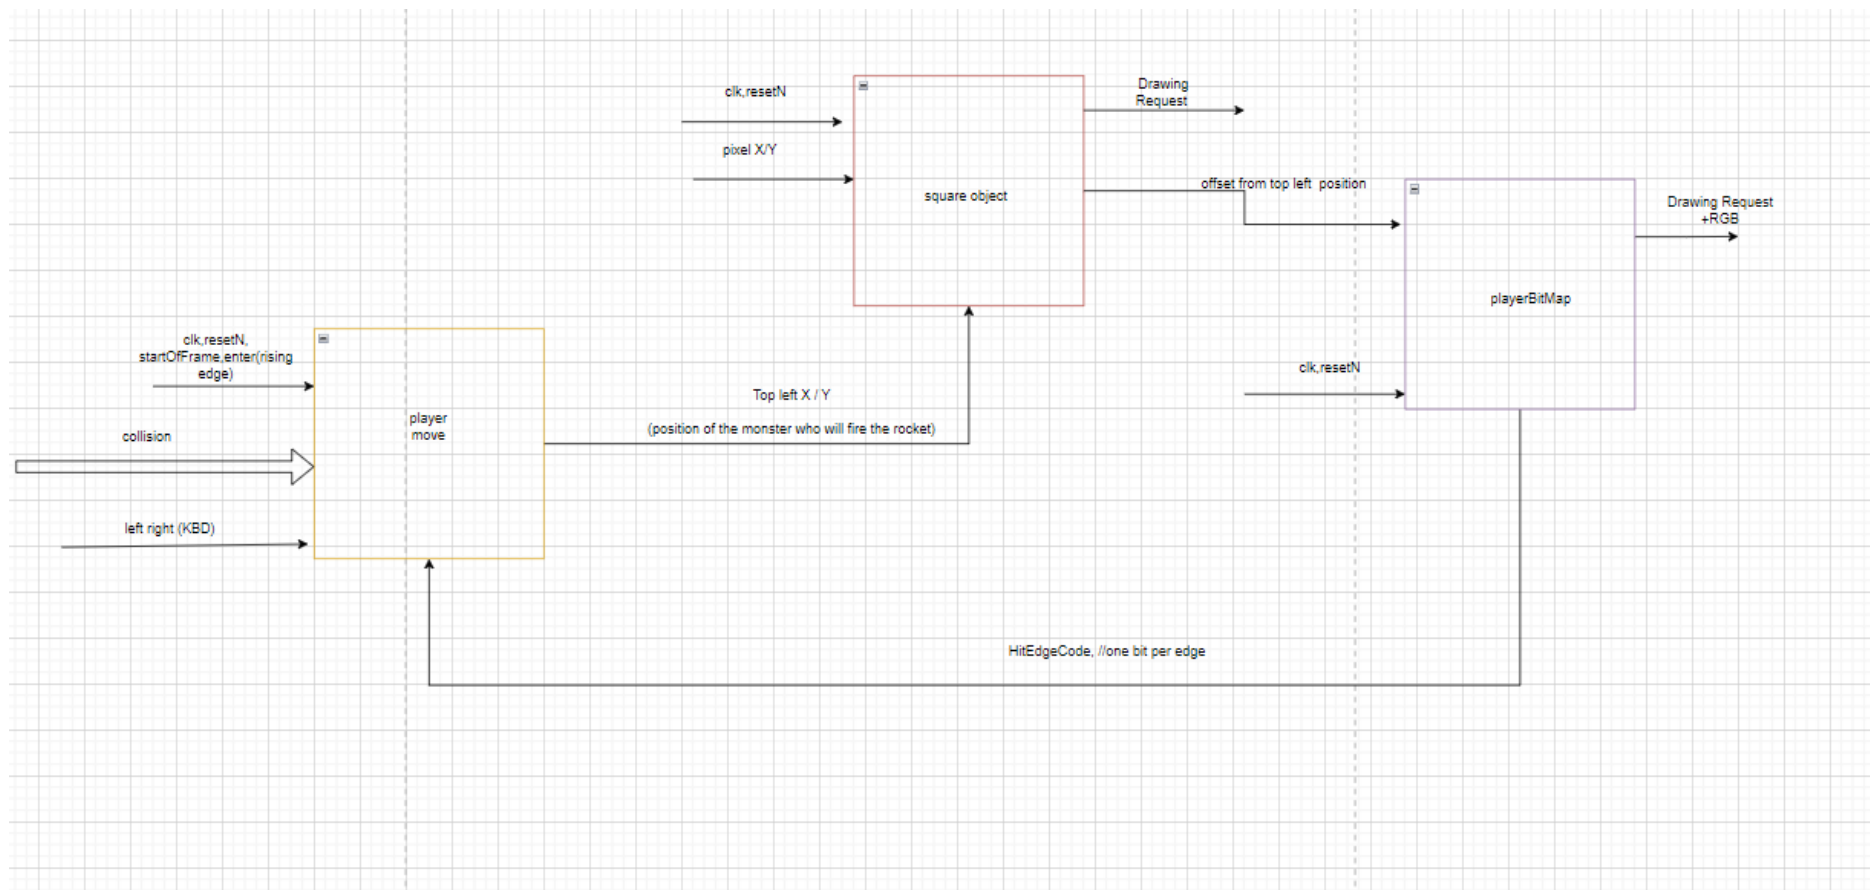 Drawing
Request
clk,resetN
pixel X/Y
square object
offset from top left  position
Drawing Request
+RGB
playerBitMap
clk,resetN
clk,resetN,
startOfFrame,enter(rising
edge)
player
move
Top left X / Y
(position of the monster who will fire the rocket)
collision
left right (KBD)
HitEdgeCode, //one bit per edge